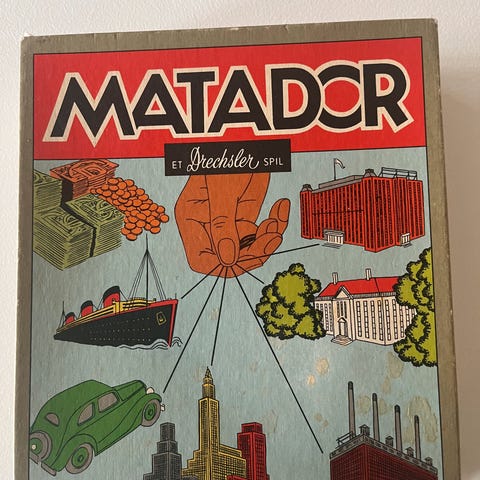 MATADOR
ET Drechsler SPIL